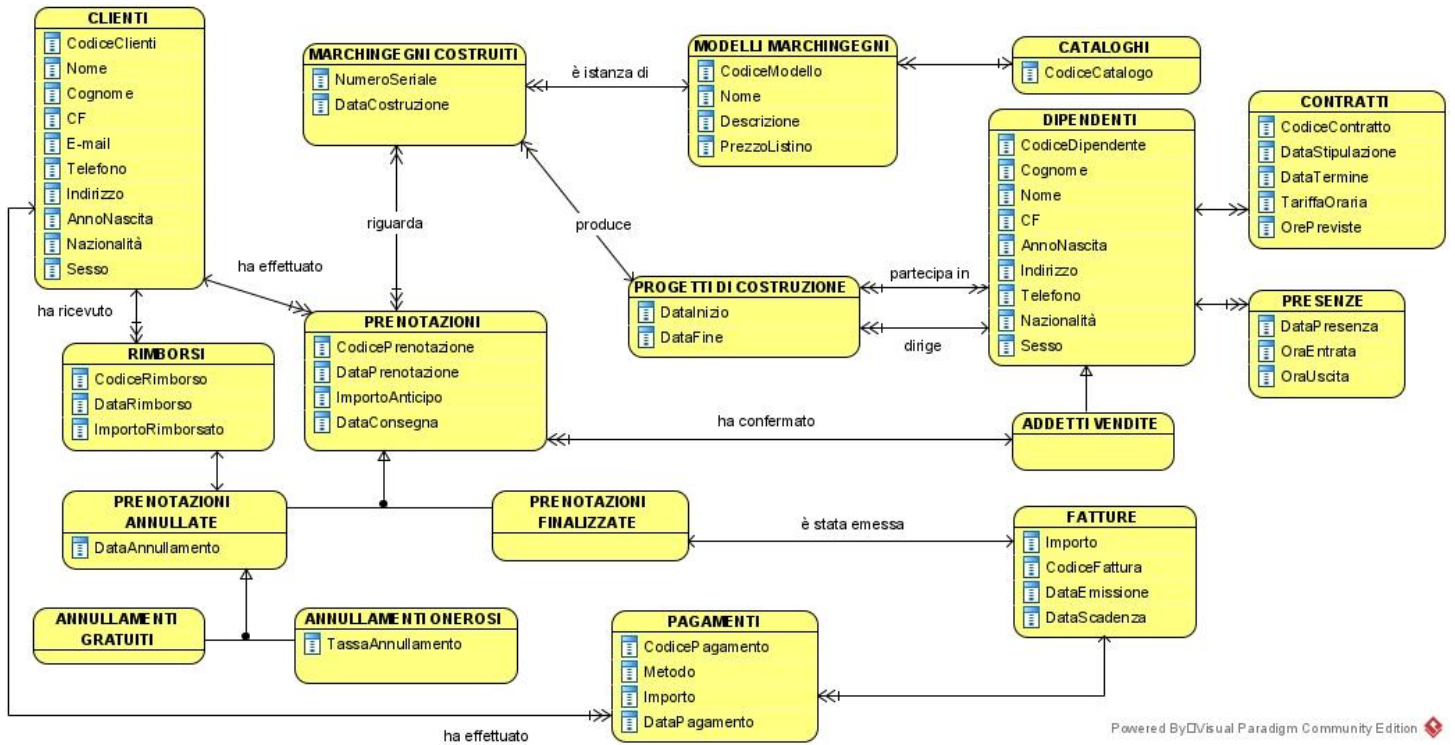 CLIENTI
CodiceClienti
Nome
Cognome
CF
E-mail
Telefono
Indirizzo
AnnoNascita
Nazionalità
Sesso
MARCHINGEGNI COSTRUITI
NumeroSeriale
DataCostruzione
è istanza di
MODELLI MARCHINGEGNI
CodiceModello
Nome
Descrizione
PrezzoListino
CATALOGHI
CodiceCatalogo
DIPENDENTI
CodiceDipendente
Cognome
Nome
CF
AnnoNascita
Indirizzo
Telefono
Nazionalità
Sesso
CONTRATTI
CodiceContratto
DataStipulazione
DataTermine
TariffaOraria
OrePreviste
riguarda
produce
ha effettuato
ha ricevuto
partecipa in
dirige
PROGETTI DI COSTRUZIONE
DataInizio
DataFine
PRESENZE
DataPresenza
OraEntrata
OraUscita
RIMBORSI
CodiceRimborso
DataRimborso
ImportoRimborsato
PRENOTAZIONI
CodicePrenotazione
DataPrenotazione
ImportoAnticipo
DataConsegna
ha confermato
ADDETTI VENDITE
PRENOTAZIONI
ANNULLATE
DataAnnullamento
PRENOTAZIONI
FINALIZZATE
è stata emessa
FATTURE
Importo
CodiceFattura
DataEmissione
DataScadenza
ANNULLAMENTI
GRATUITI
ANNULLAMENTI ONEROSI
TassaAnnullamento
PAGAMENTI
CodicePagamento
Metodo
Importo
DataPagamento
ha effettuato
Powered By□Visual Paradigm Community Edition